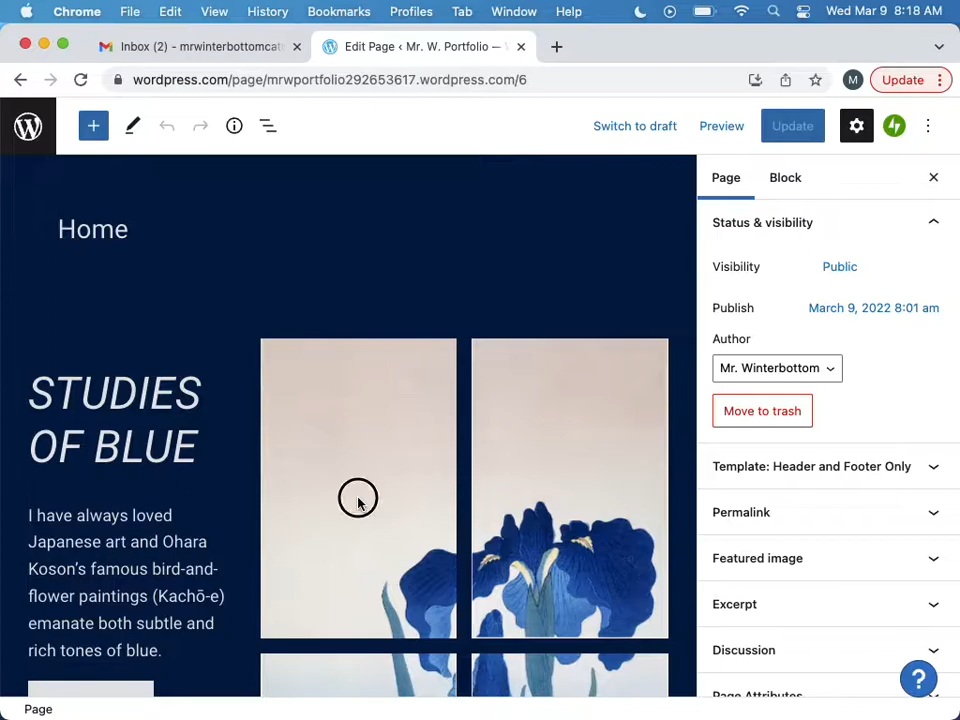 Chrome File Edit View History Bookmarks Profiles Tab Window Help Wed Mar 9 8:18 AM
Inbox (2) - mrwinterbottomcat Edit Page ‹ Mr. W. Portfolio —
wordpress.com/page/mrwportfolio292653617.wordpress.com/6 M Update
Switch to draft Preview Update
Page Block
Status & visibility
Visibility Public
Publish March 9, 2022 8:01 am
Author
Mr. Winterbottom
Move to trash
Template: Header and Footer Only
Permalink
Featured image
Excerpt
Discussion
Page Attributes
Home
STUDIES
OF BLUE
I have always loved
Japanese art and Ohara
Koson's famous bird-and-
flower paintings (Kachō-e)
emanate both subtle and
rich tones of blue.
?
Page